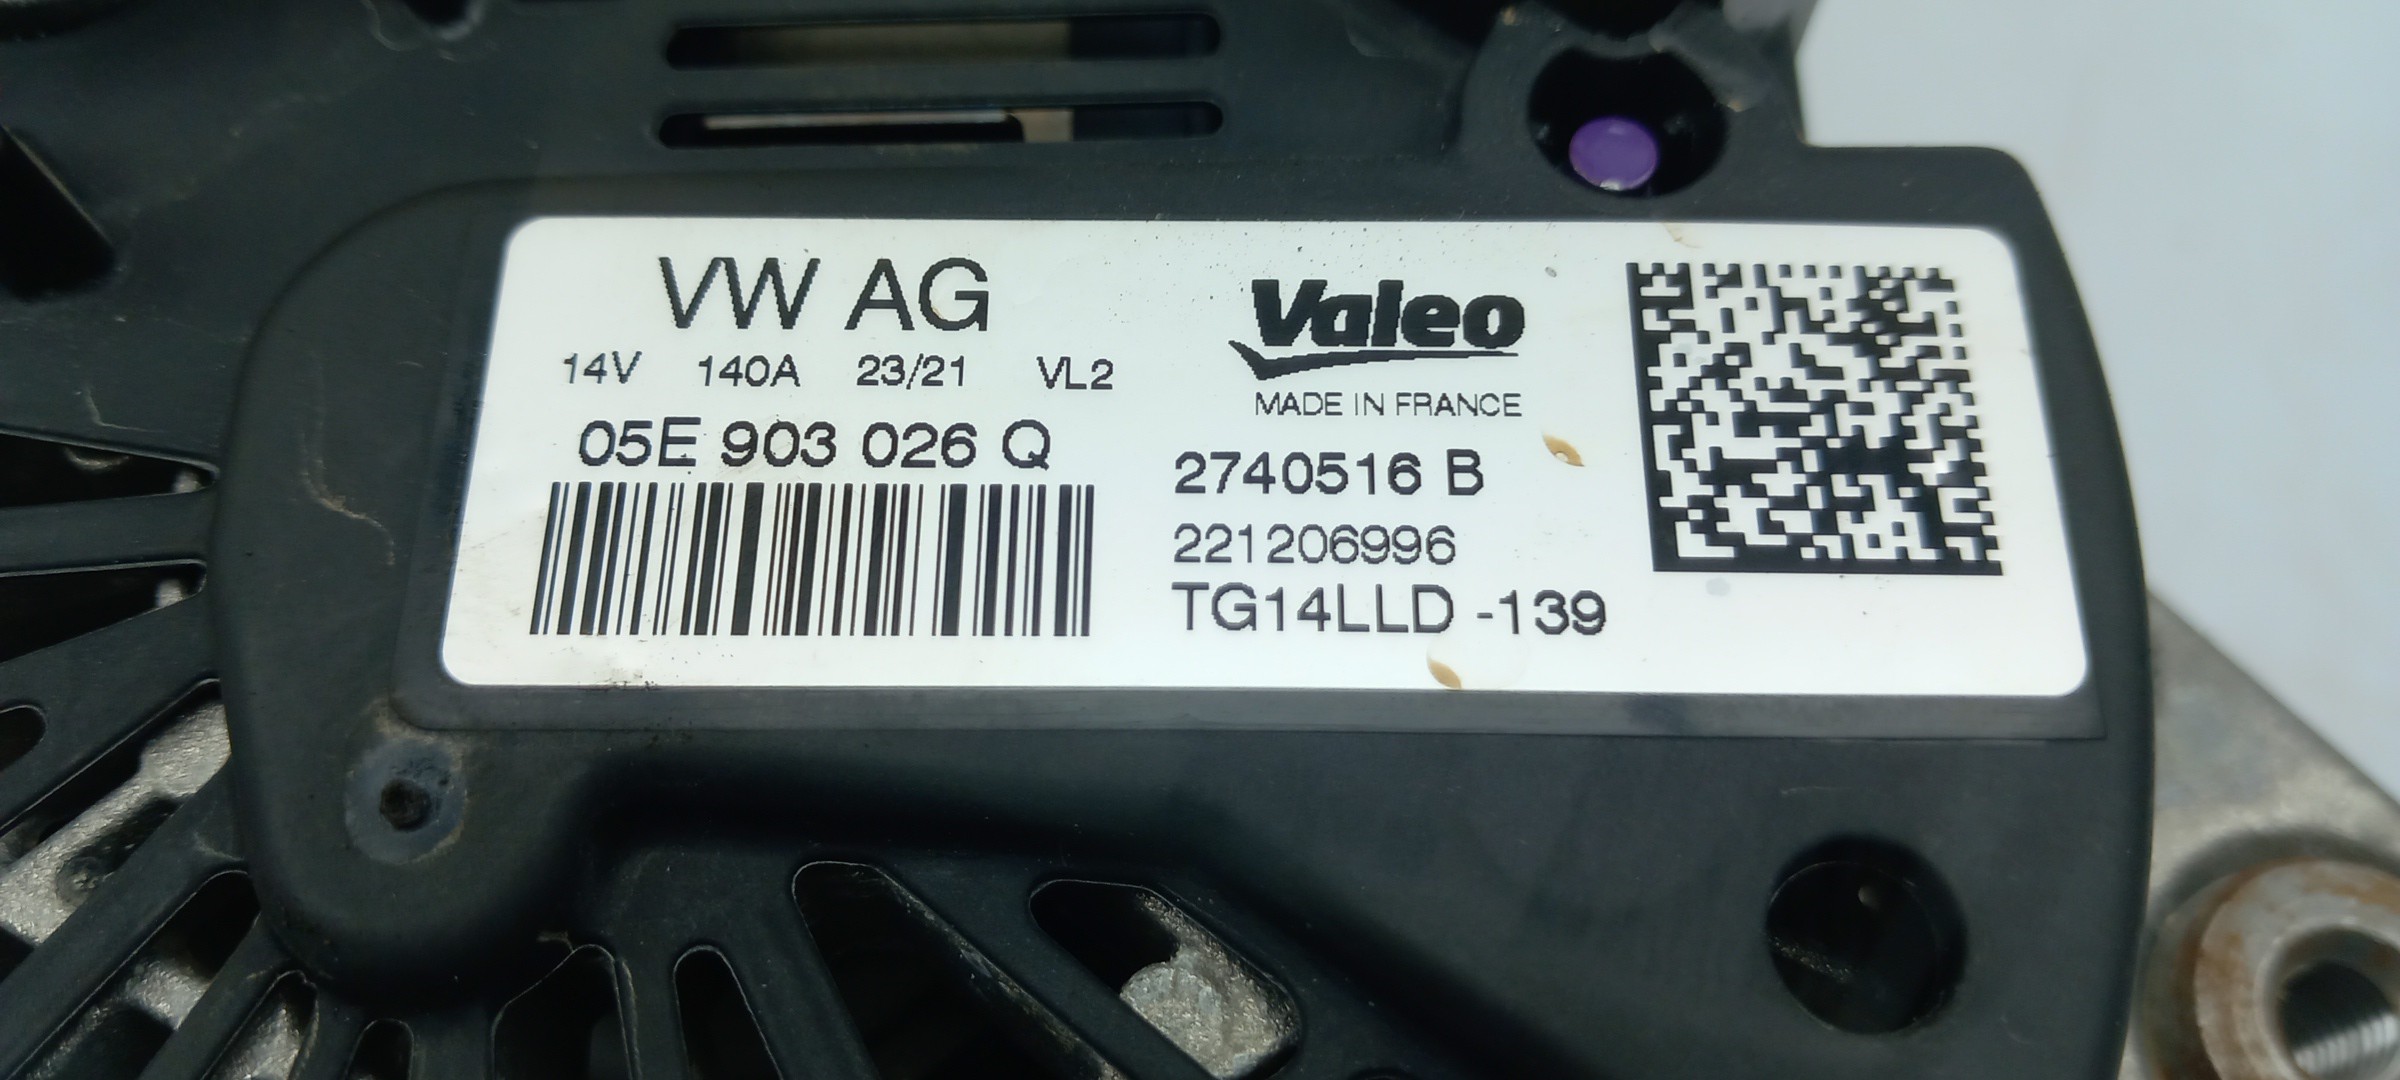 VW AG
14V 140A 23/21 VL2
05E 903 026 Q
Valeo
MADE IN FRANCE
2740516 B
221206996
TG14LLD -139